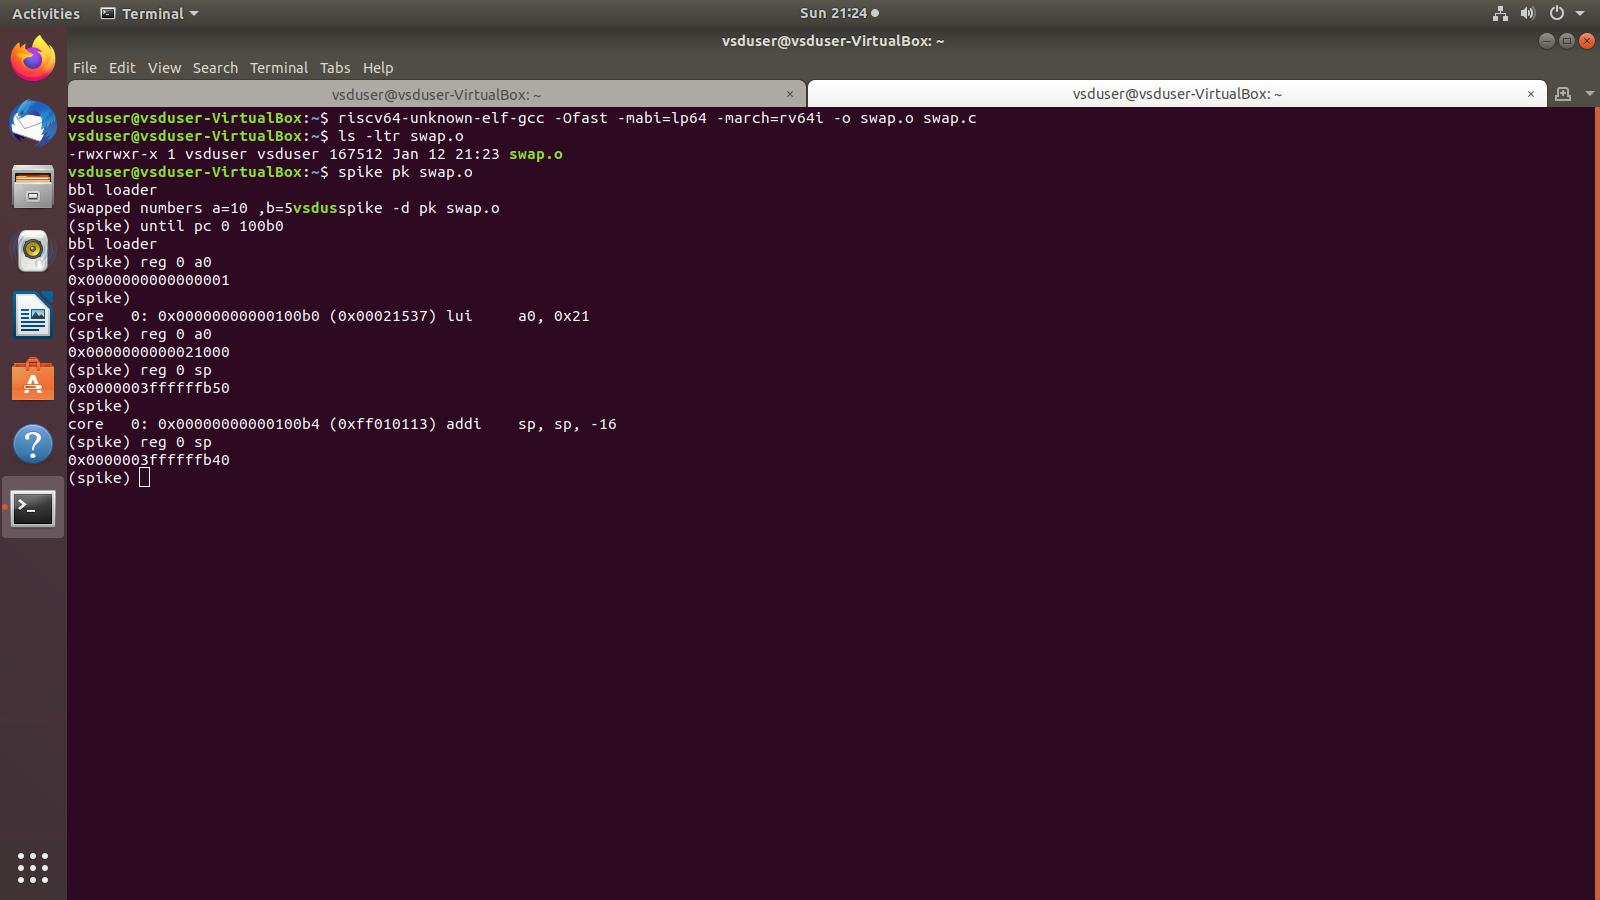 Activities Terminal Sun 21:24
vsduser@vsduser-VirtualBox: ~
File Edit View Search Terminal Tabs Help
vsduser@vsduser-VirtualBox: ~ × vsduser@vsduser-VirtualBox: ~ ×
vsduser@vsduser-VirtualBox:~$ riscv64-unknown-elf-gcc -Ofast -mabi=lp64 -march=rv64i -o swap.o swap.c
vsduser@vsduser-VirtualBox:~$ ls -ltr swap.o
-rwxrwxr-x 1 vsduser vsduser 167512 Jan 12 21:23 swap.o
vsduser@vsduser-VirtualBox:~$ spike pk swap.o
bbl loader
Swapped numbers a=10 ,b=5vsdusspike -d pk swap.o
(spike) until pc 0 100b0
bbl loader
(spike) reg 0 a0
0x0000000000000001
(spike)
core   0: 0x00000000000100b0 (0x00021537) lui     a0, 0x21
(spike) reg 0 a0
0x0000000000021000
(spike) reg 0 sp
0x0000003ffffffb50
(spike)
core   0: 0x00000000000100b4 (0xff010113) addi    sp, sp, -16
(spike) reg 0 sp
0x0000003ffffffb40
(spike)